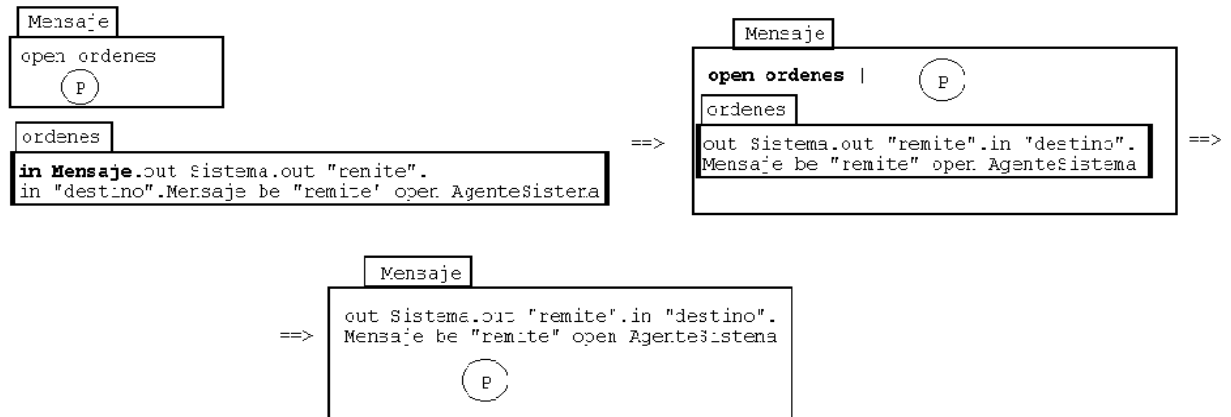 Mensaje
open ordenes
P
ordenes
in Mensaje.out Sistema.out "remite".
in "destino".Mensaje be "remite" open AgenteSistema
==>
Mensaje
open ordenes |
P
ordenes
out Sistema.out "remite".in "destino".
Mensaje be "remite" open AgenteSistema
==>
==>
Mensaje
out Sistema.out "remite".in "destino".
Mensaje be "remite" open AgenteSistema
P